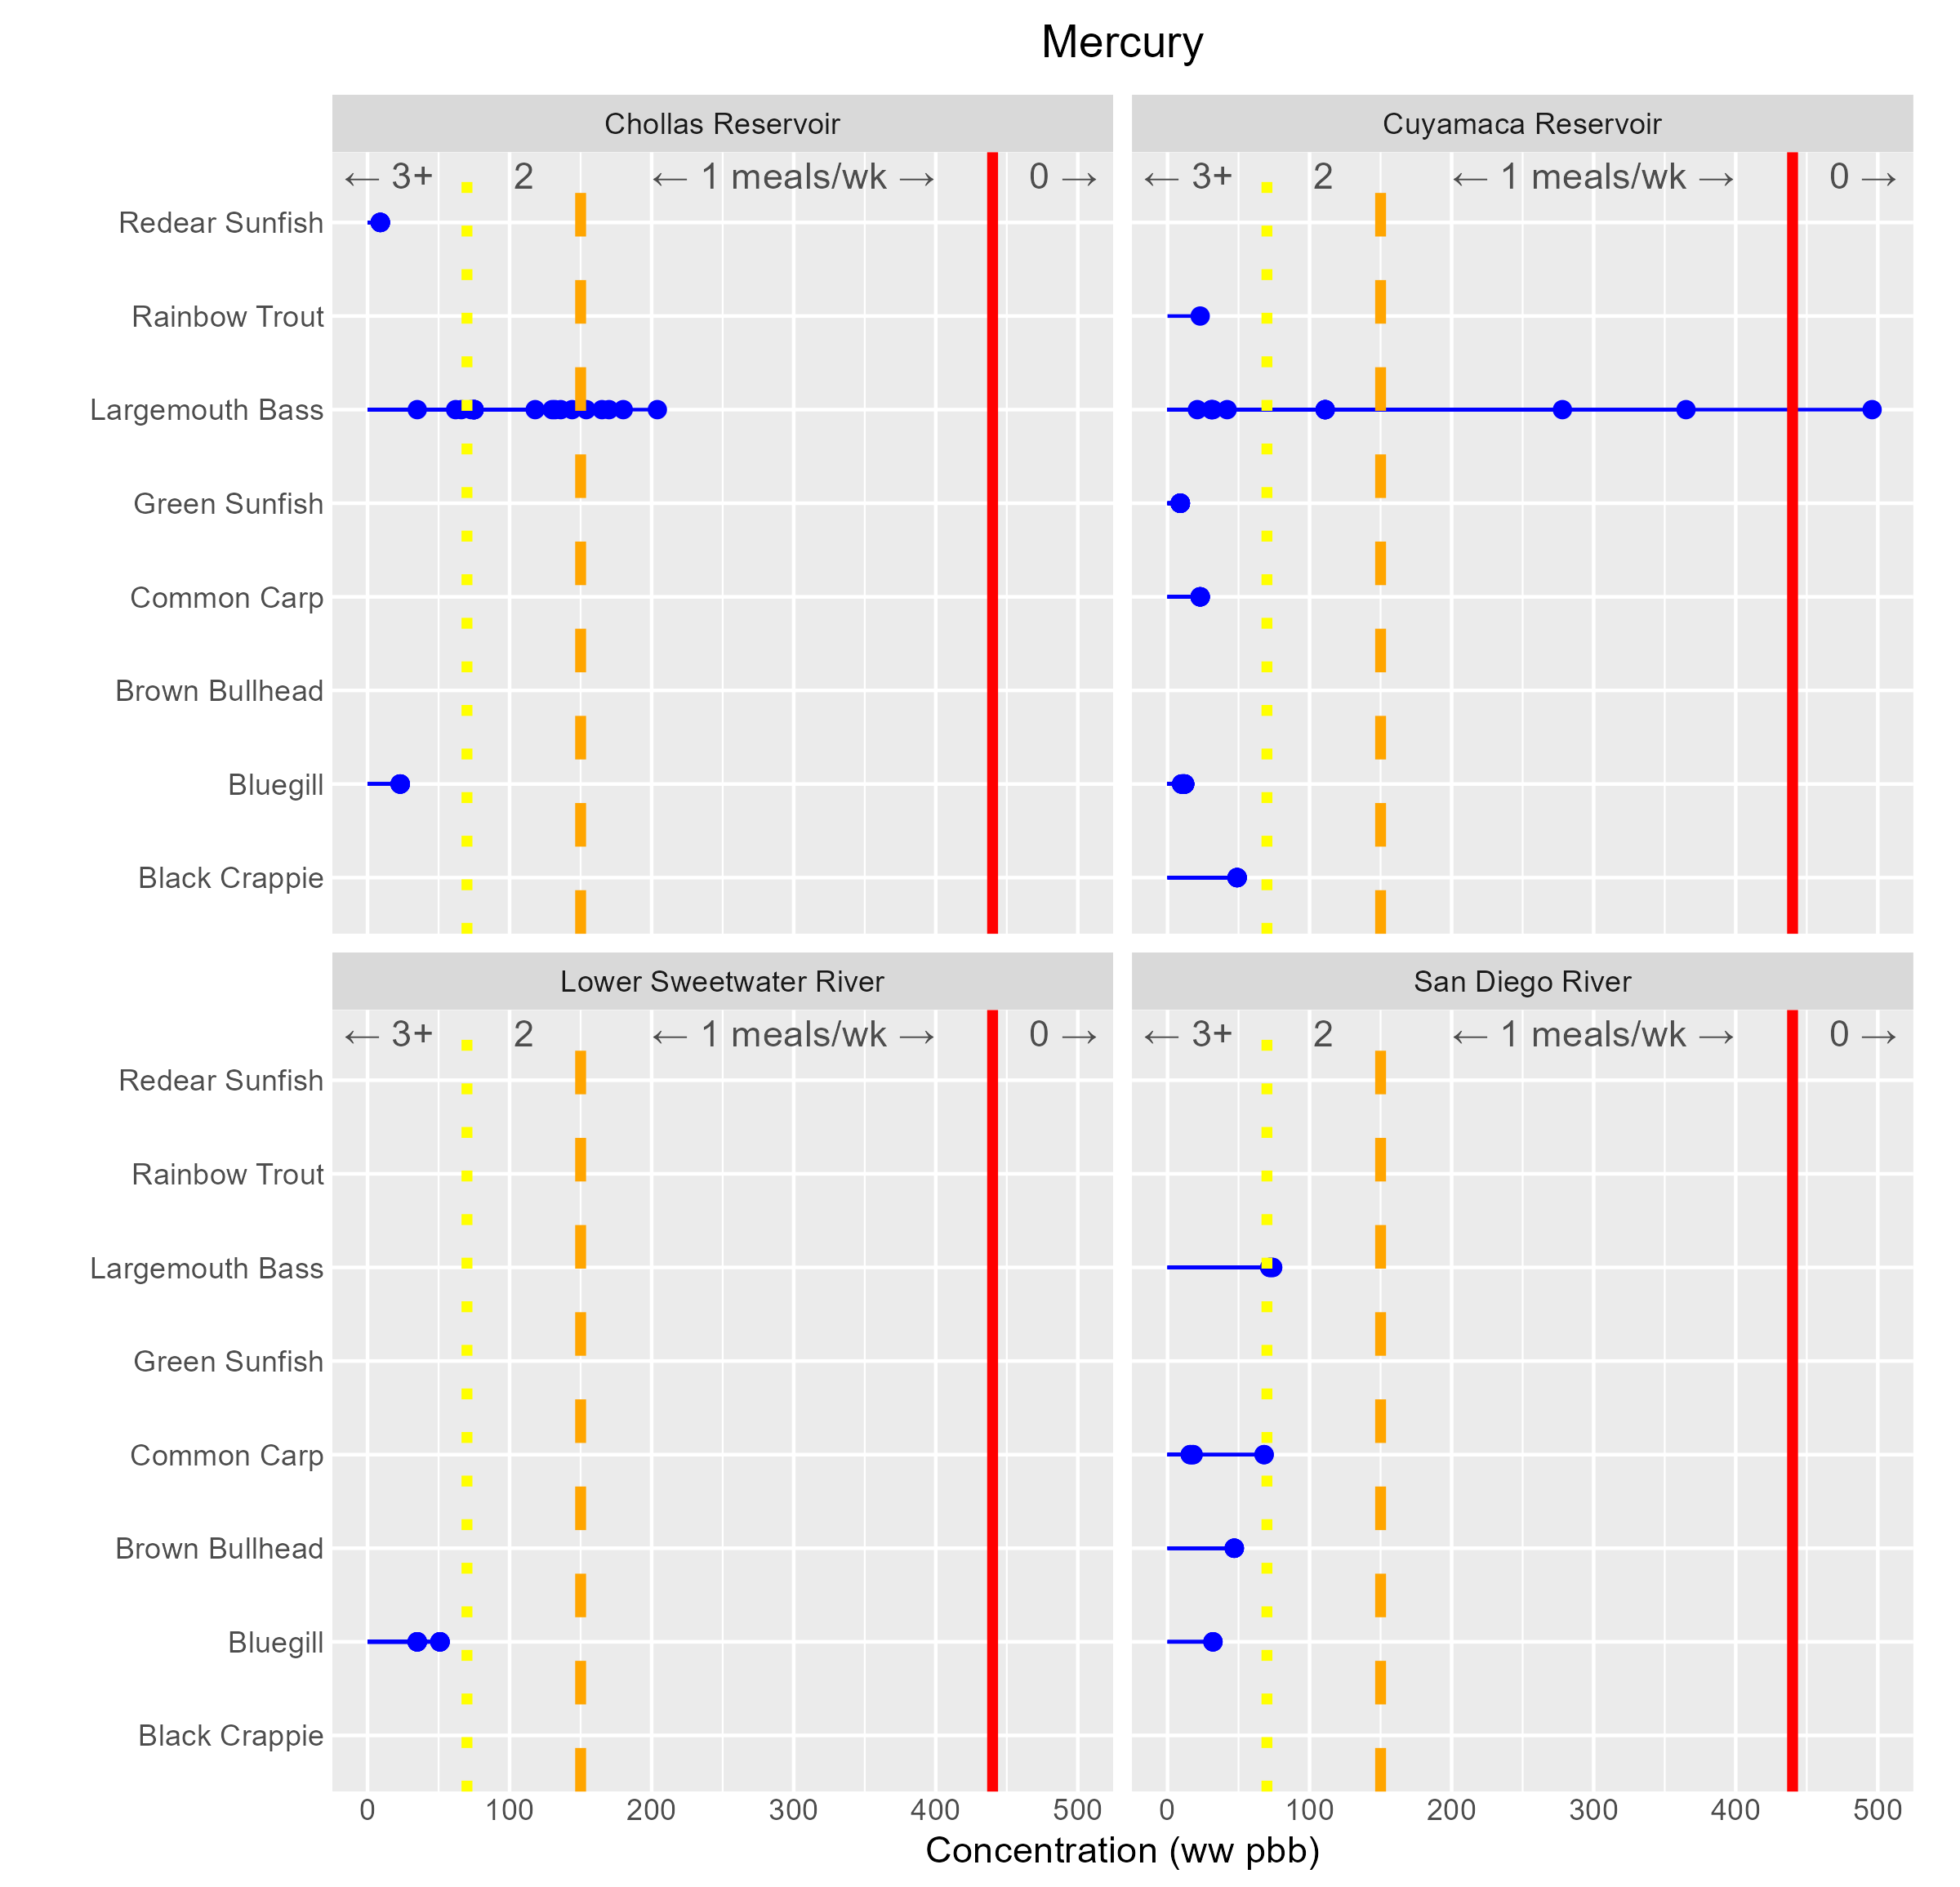 Mercury
Chollas Reservoir
Cuyamaca Reservoir
← 3+ 2 ← 1 meals/wk → 0 →
← 3+ 2 ← 1 meals/wk → 0 →
Redear Sunfish
Rainbow Trout
Largemouth Bass
Green Sunfish
Common Carp
Brown Bullhead
Bluegill
Black Crappie
Lower Sweetwater River
San Diego River
← 3+ 2 ← 1 meals/wk → 0 →
← 3+ 2 ← 1 meals/wk → 0 →
Redear Sunfish
Rainbow Trout
Largemouth Bass
Green Sunfish
Common Carp
Brown Bullhead
Bluegill
Black Crappie
0 100 200 300 400 500
0 100 200 300 400 500
Concentration (ww pbb)